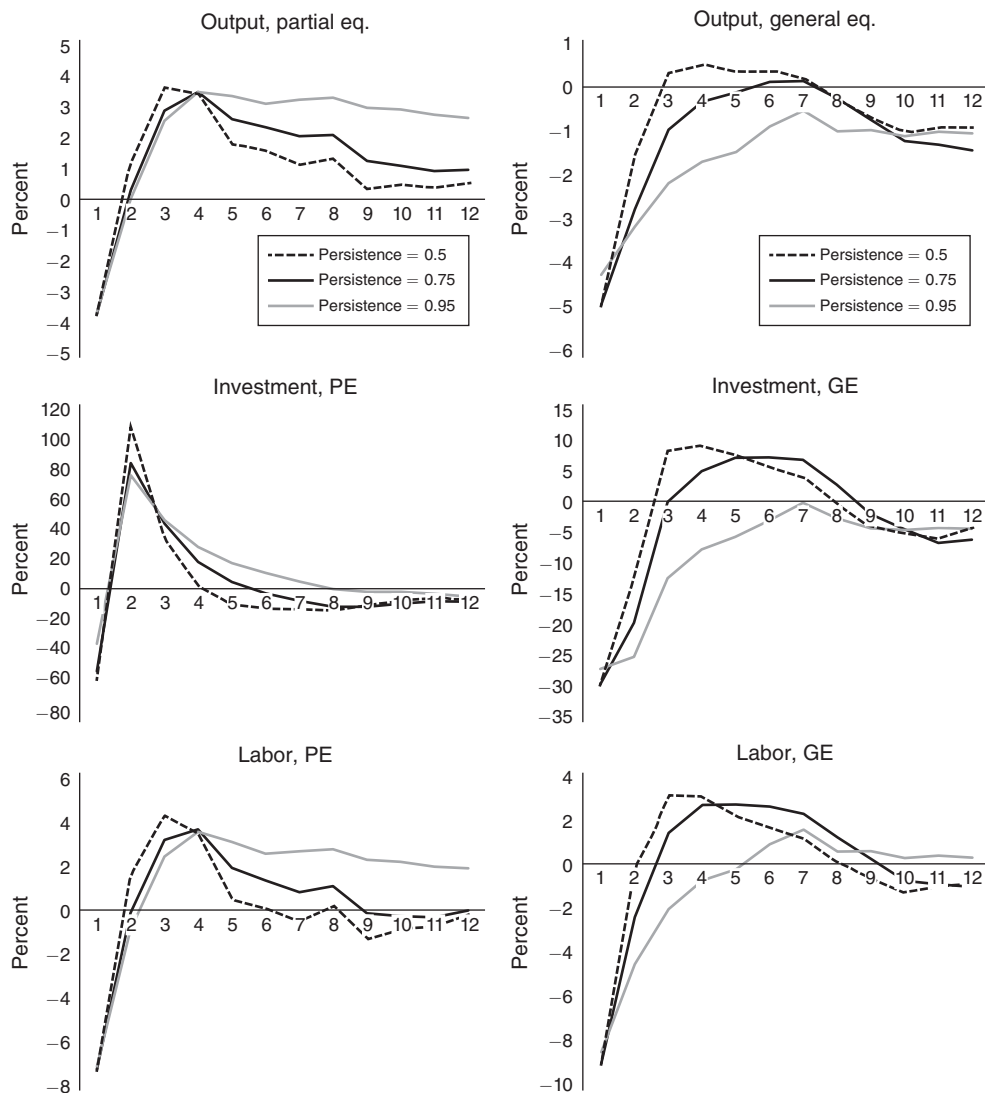 Output, partial eq.
Percent
5
4
3
2
1
0
−1
−2
−3
−4
−5
1 2 3 4 5 6 7 8 9 10 11 12
Persistence = 0.5
Persistence = 0.75
Persistence = 0.95
Output, general eq.
Percent
1
0
−1
−2
−3
−4
−5
−6
1 2 3 4 5 6 7 8 9 10 11 12
Persistence = 0.5
Persistence = 0.75
Persistence = 0.95
Investment, PE
Percent
120
100
80
60
40
20
0
−20
−40
−60
−80
1 2 3 4 5 6 7 8 9 10 11 12
Investment, GE
Percent
15
10
5
0
−5
−10
−15
−20
−25
−30
−35
1 2 3 4 5 6 7 8 9 10 11 12
Labor, PE
Percent
6
4
2
0
−2
−4
−6
−8
1 2 3 4 5 6 7 8 9 10 11 12
Labor, GE
Percent
4
2
0
−2
−4
−6
−8
−10
1 2 3 4 5 6 7 8 9 10 11 12